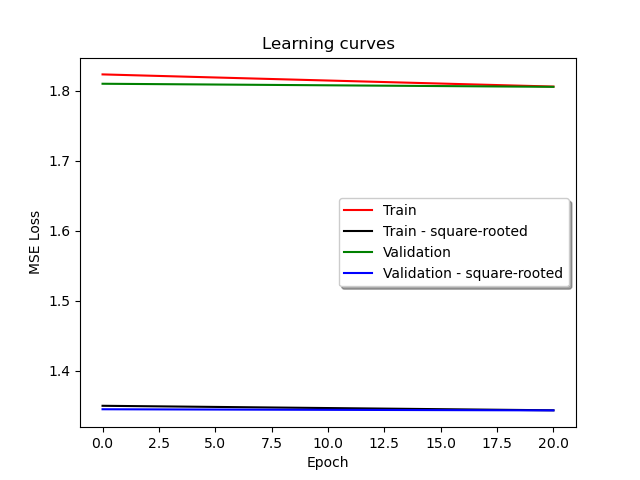 Learning curves
MSE Loss
1.8
1.7
1.6
1.5
1.4
Train
Train - square-rooted
Validation
Validation - square-rooted
0.0 2.5 5.0 7.5 10.0 12.5 15.0 17.5 20.0
Epoch